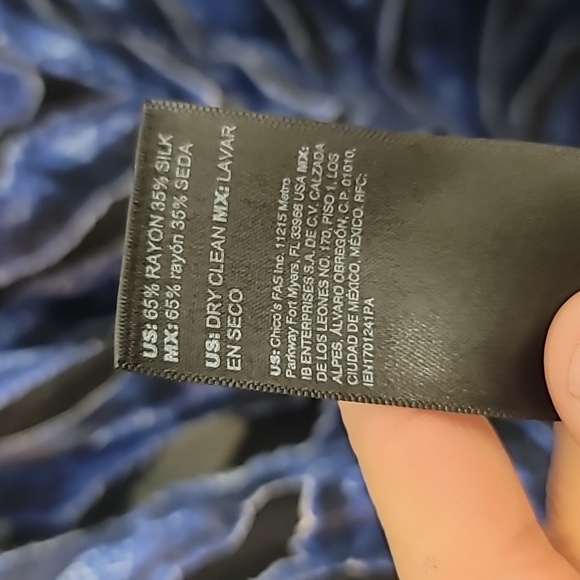 US: 65% RAYON 35% SILK
MX: 65% rayón 35% SEDA
US: DRY CLEAN MX: LAVAR
EN SECO
US: Chico's FAS Inc. 11215 Metro
Parkway Fort Myers, FL 33966 USA MX:
IB ENTERPRISES S.A. DE C.V. CALZADA
DE LOS LEONES NO. 170, PISO 1, LOS
ALPES, ÁLVARO OBREGÓN, C.P. 01010,
CIUDAD DE MÉXICO, MÉXICO. RFC:
IEN1701241PA